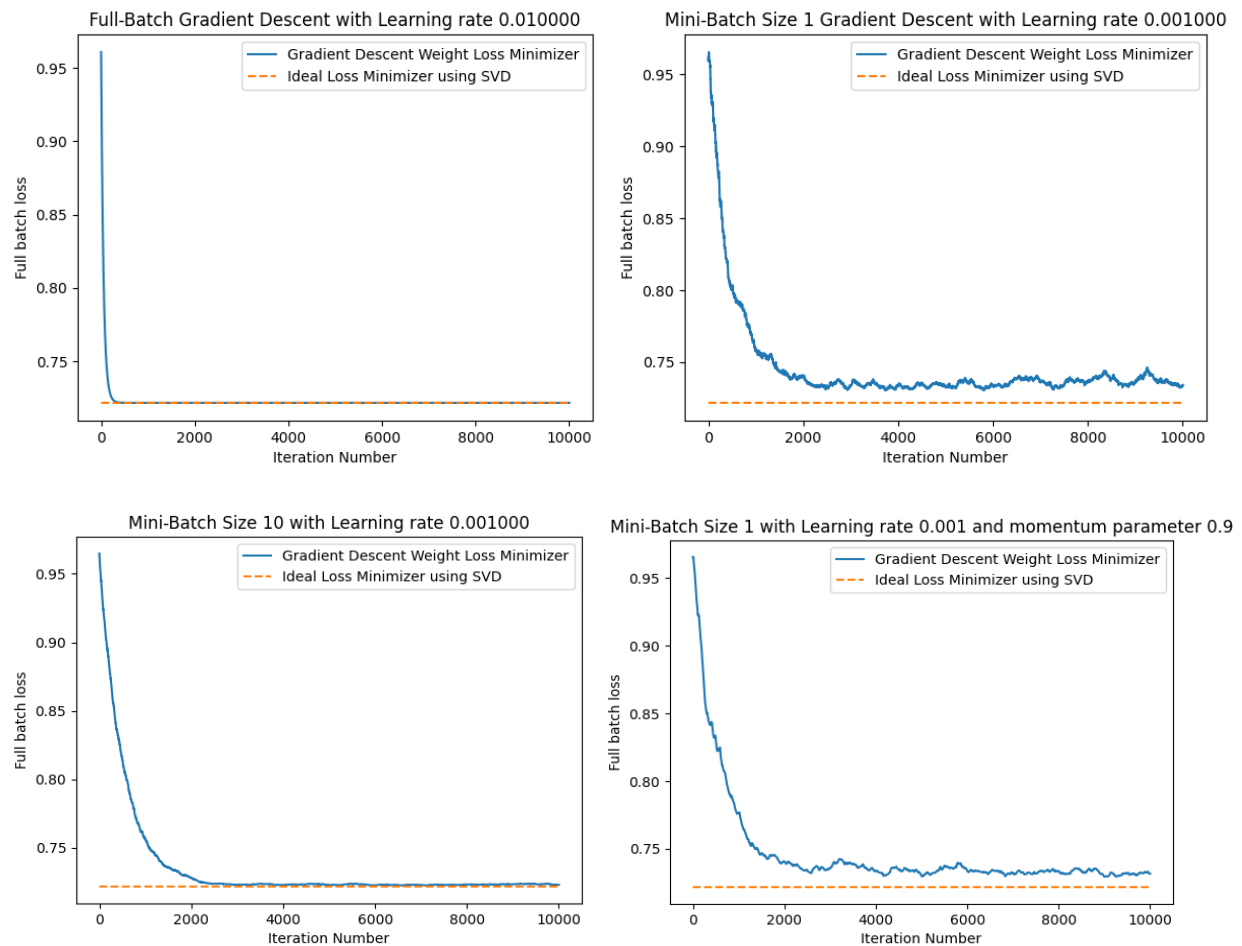 Full-Batch Gradient Descent with Learning rate 0.010000
Gradient Descent Weight Loss Minimizer
Ideal Loss Minimizer using SVD
0.95
0.90
0.85
0.80
0.75
Full batch loss
0
2000
4000
6000
8000
10000
Iteration Number
Mini-Batch Size 1 Gradient Descent with Learning rate 0.001000
Gradient Descent Weight Loss Minimizer
Ideal Loss Minimizer using SVD
0.95
0.90
0.85
0.80
0.75
Full batch loss
0
2000
4000
6000
8000
10000
Iteration Number
Mini-Batch Size 10 with Learning rate 0.001000
Gradient Descent Weight Loss Minimizer
Ideal Loss Minimizer using SVD
0.95
0.90
0.85
0.80
0.75
Full batch loss
0
2000
4000
6000
8000
10000
Iteration Number
Mini-Batch Size 1 with Learning rate 0.001 and momentum parameter 0.9
Gradient Descent Weight Loss Minimizer
Ideal Loss Minimizer using SVD
0.95
0.90
0.85
0.80
0.75
Full batch loss
0
2000
4000
6000
8000
10000
Iteration Number